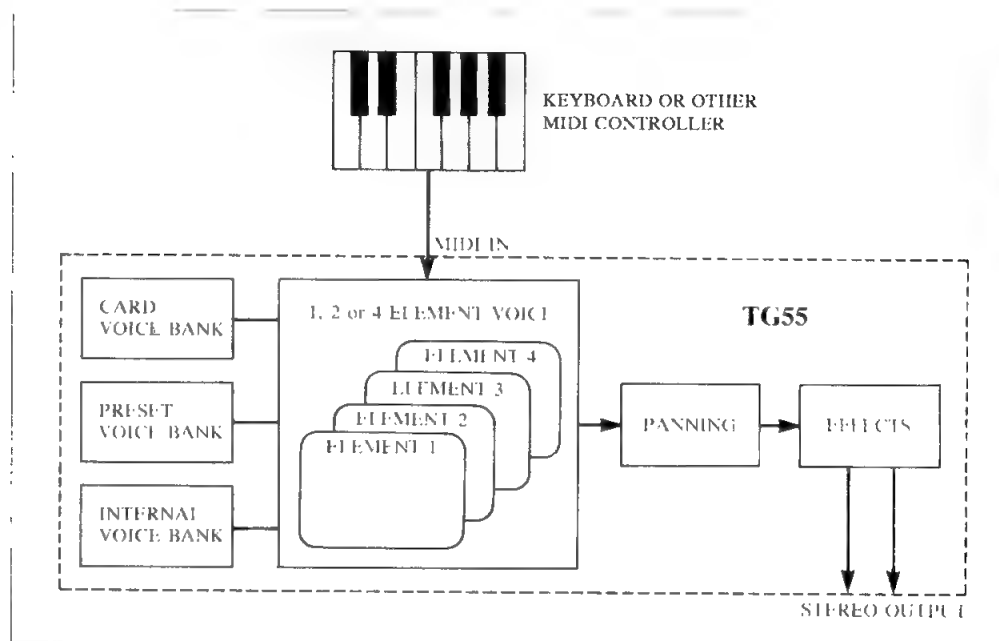 KEYBOARD OR OTHER
MIDI CONTROLLER
MIDI IN
CARD
VOICE BANK
1, 2 or 4 ELEMENT VOICE
TG55
ELEMENT 4
ELEMENT 3
ELEMENT 2
ELEMENT 1
PRESET
VOICE BANK
PANNING
EFFECTS
INTERNAL
VOICE BANK
STEREO OUTPUT